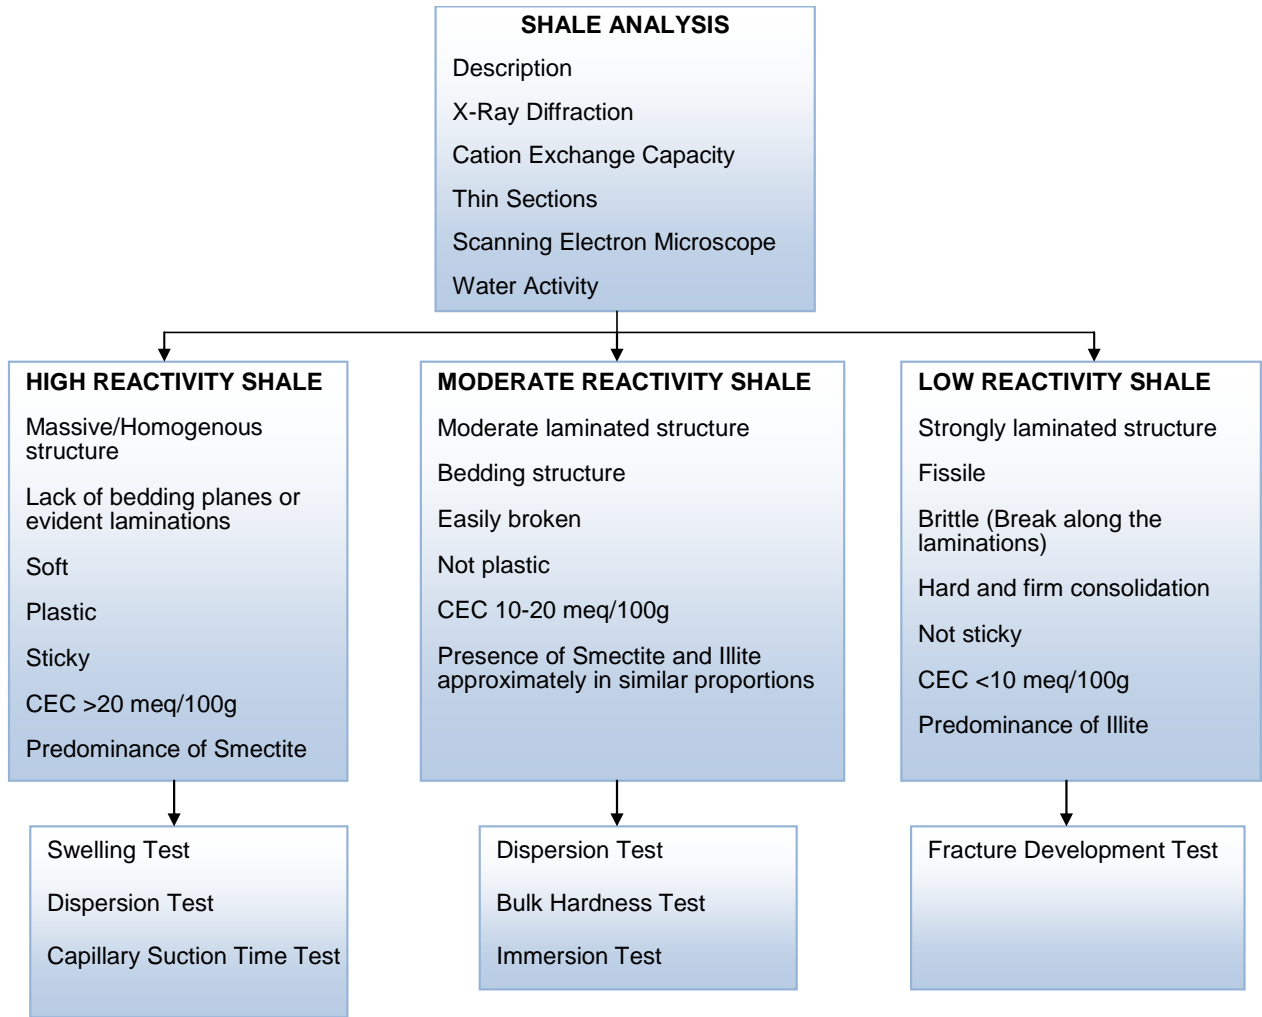 SHALE ANALYSIS
Description
X-Ray Diffraction
Cation Exchange Capacity
Thin Sections
Scanning Electron Microscope
Water Activity
HIGH REACTIVITY SHALE
Massive/Homogenous
structure
Lack of bedding planes or
evident laminations
Soft
Plastic
Sticky
CEC >20 meq/100g
Predominance of Smectite
MODERATE REACTIVITY SHALE
Moderate laminated structure
Bedding structure
Easily broken
Not plastic
CEC 10-20 meq/100g
Presence of Smectite and Illite
approximately in similar proportions
LOW REACTIVITY SHALE
Strongly laminated structure
Fissile
Brittle (Break along the
laminations)
Hard and firm consolidation
Not sticky
CEC <10 meq/100g
Predominance of Illite
Swelling Test
Dispersion Test
Capillary Suction Time Test
Dispersion Test
Bulk Hardness Test
Immersion Test
Fracture Development Test